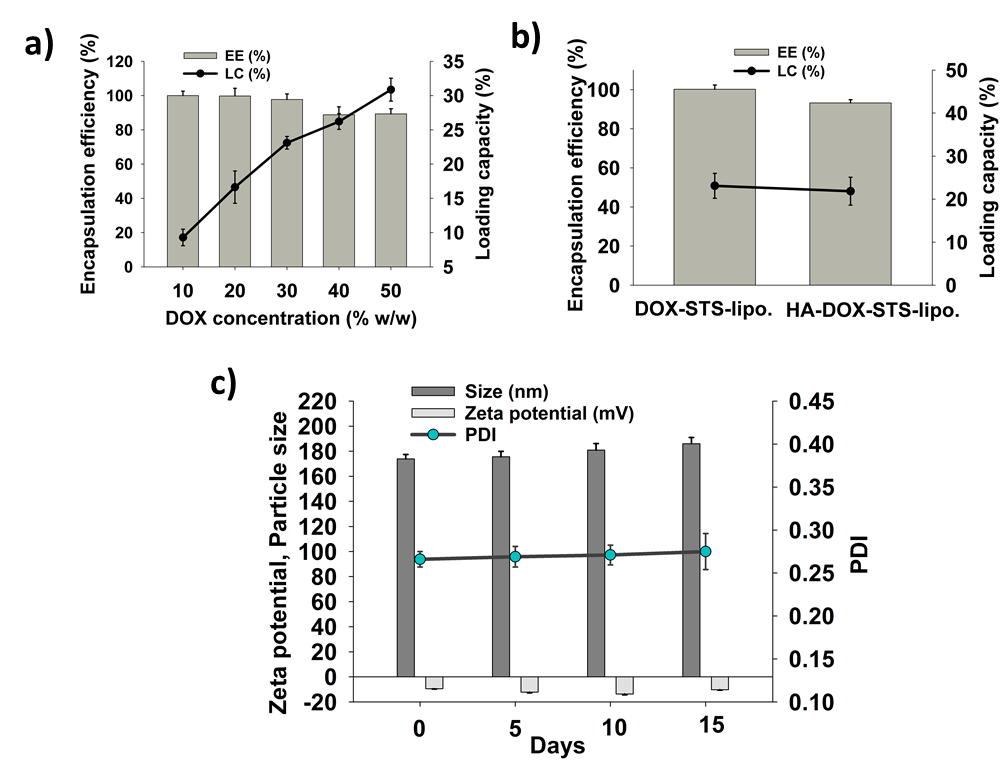 a)
EE (%)
LC (%)
Encapsulation efficiency (%)
120
100
80
60
40
20
0
35
30
25
20
15
10
5
Loading capacity (%)
10 20 30 40 50
DOX concentration (% w/w)
b)
EE (%)
LC (%)
Encapsulation efficiency (%)
100
80
60
40
20
0
50
40
30
20
10
0
Loading capacity (%)
DOX-STS-lipo. HA-DOX-STS-lipo.
c)
Size (nm)
Zeta potential (mV)
PDI
Zeta potential, Particle size
220
200
180
160
140
120
100
80
60
40
20
0
-20
0.45
0.40
0.35
0.30
0.25
0.20
0.15
0.10
PDI
0 5 10 15
Days